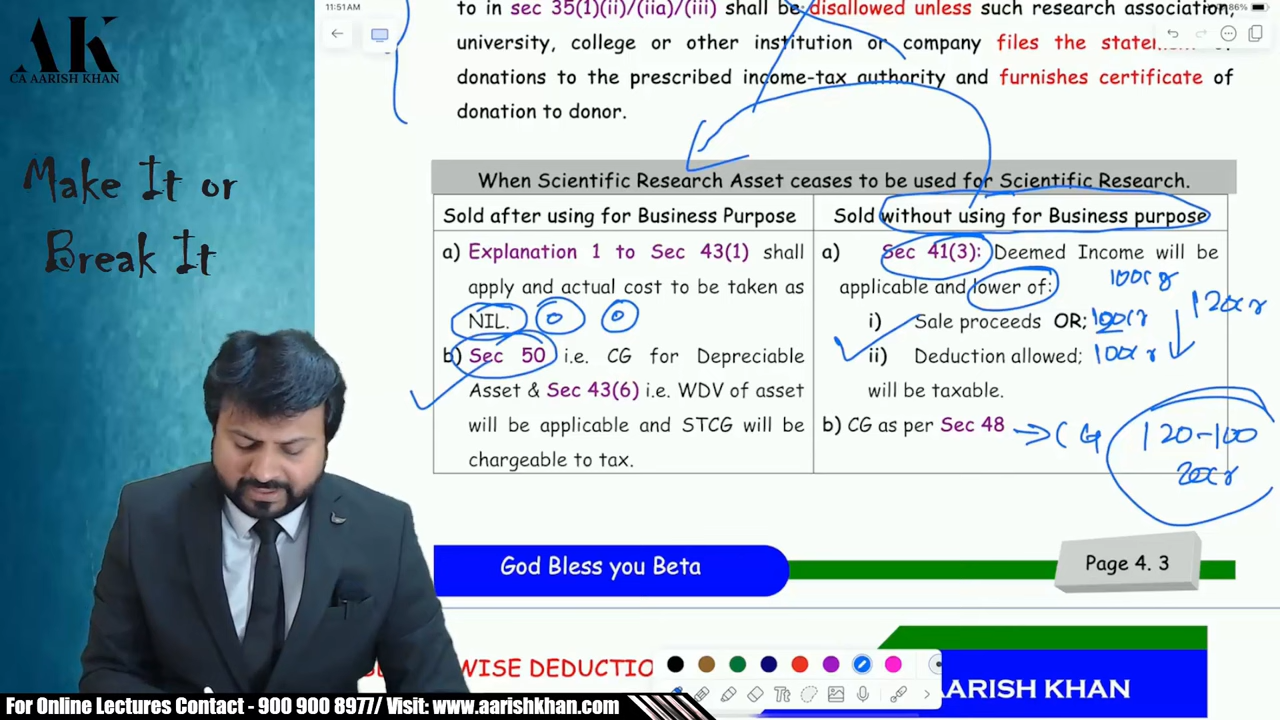 11:51AM
86%
AK
CA AARISH KHAN
Make It or
Break It
to in sec 35(1)(ii)/(iia)/(iii) shall be disallowed unless such research association,
university, college or other institution or company files the statement of
donations to the prescribed income-tax authority and furnishes certificate of
donation to donor.
When Scientific Research Asset ceases to be used for Scientific Research.
Sold after using for Business Purpose
a) Explanation 1 to Sec 43(1) shall
apply and actual cost to be taken as
NIL. 0 0
b) Sec 50 i.e. CG for Depreciable
Asset & Sec 43(6) i.e. WDV of asset
will be applicable and STCG will be
chargeable to tax.
Sold without using for Business purpose
a) Sec 41(3): Deemed Income will be
applicable and lower of: 100cr
i) Sale proceeds OR; 100cr 120cr
ii) Deduction allowed; 100cr
will be taxable.
b) CG as per Sec 48 → CG 120-100
20cr
God Bless you Beta
Page 4. 3
WISE DEDUCTIO
AARISH KHAN
Tt
For Online Lectures Contact - 900 900 8977/ Visit: www.aarishkhan.com